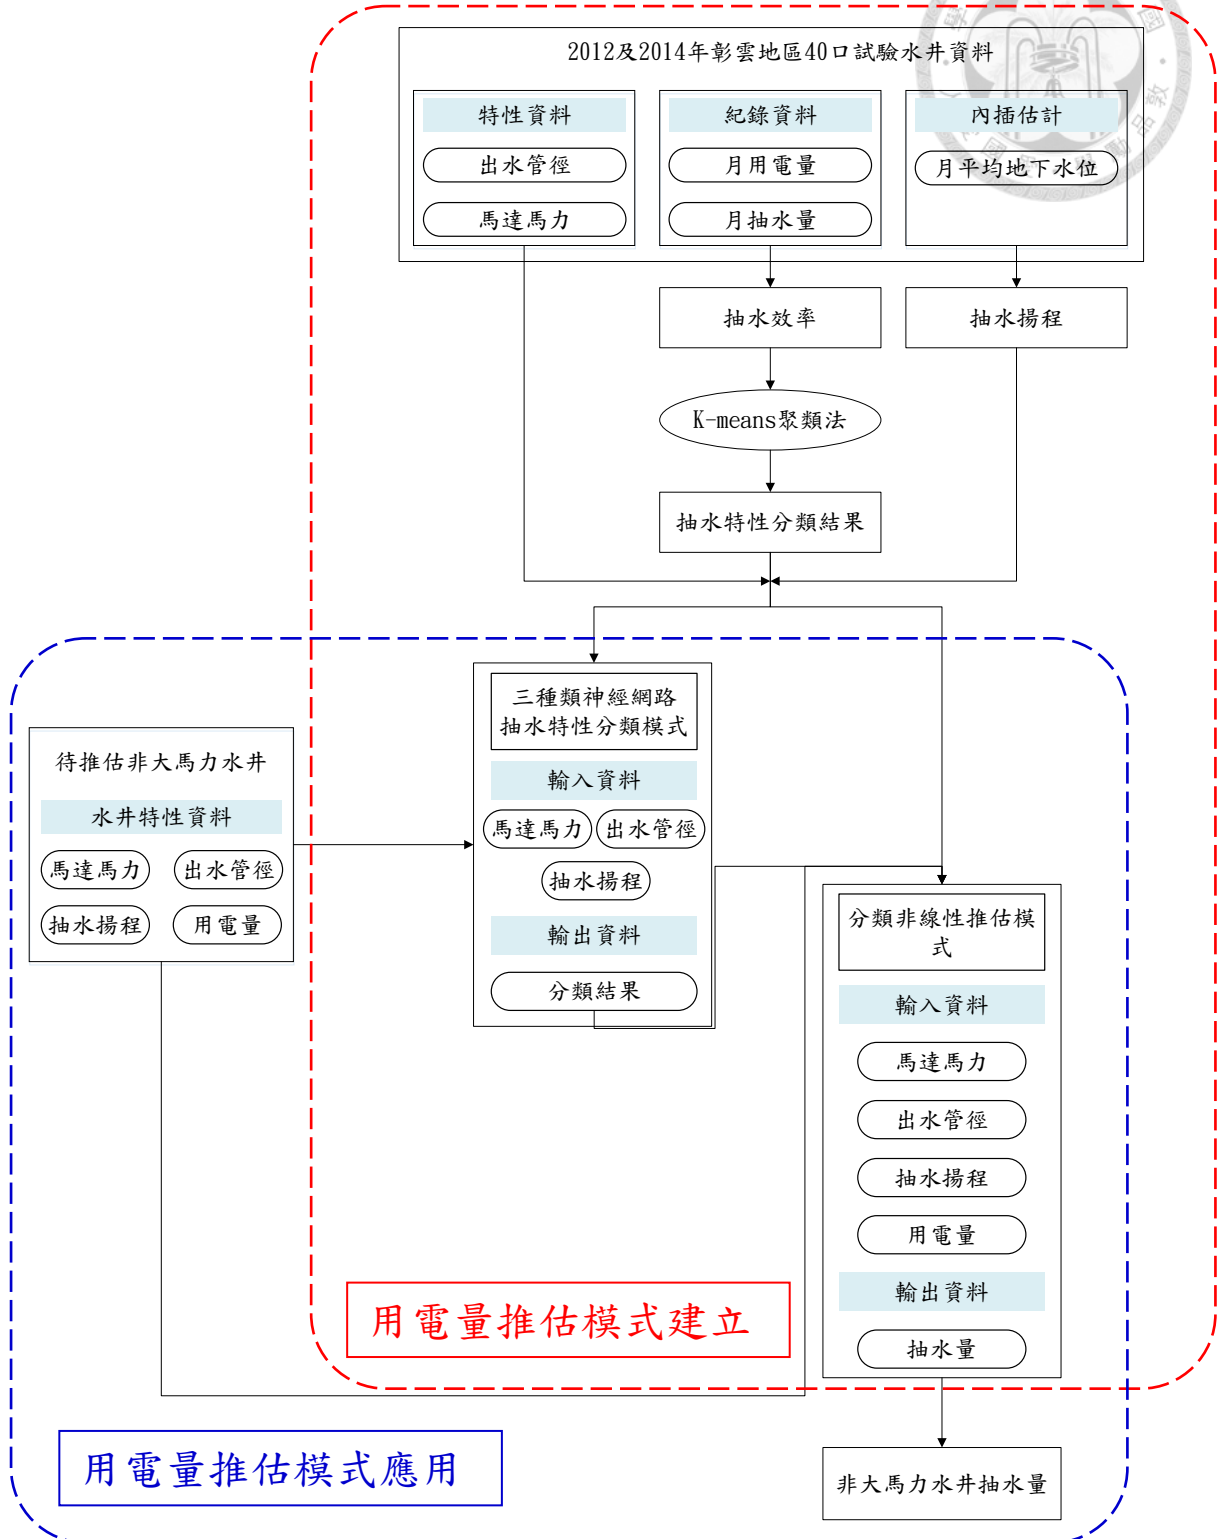 2012及2014年彰雲地區40口試驗水井資料
特性資料
出水管徑
馬達馬力
紀錄資料
月用電量
月抽水量
內插估計
月平均地下水位
抽水效率
抽水揚程
K-means聚類法
抽水特性分類結果
三種類神經網路
抽水特性分類模式
輸入資料
馬達馬力
出水管徑
抽水揚程
輸出資料
分類結果
待推估非大馬力水井
水井特性資料
馬達馬力
出水管徑
抽水揚程
用電量
分類非線性推估模
式
輸入資料
馬達馬力
出水管徑
抽水揚程
用電量
輸出資料
抽水量
用電量推估模式建立
用電量推估模式應用
非大馬力水井抽水量